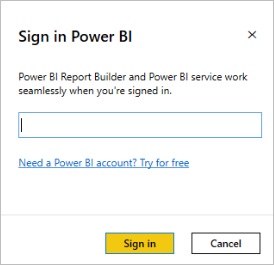 Sign in Power BI
Power BI Report Builder and Power BI service work
seamlessly when you're signed in.
Need a Power BI account? Try for free
Sign in
Cancel